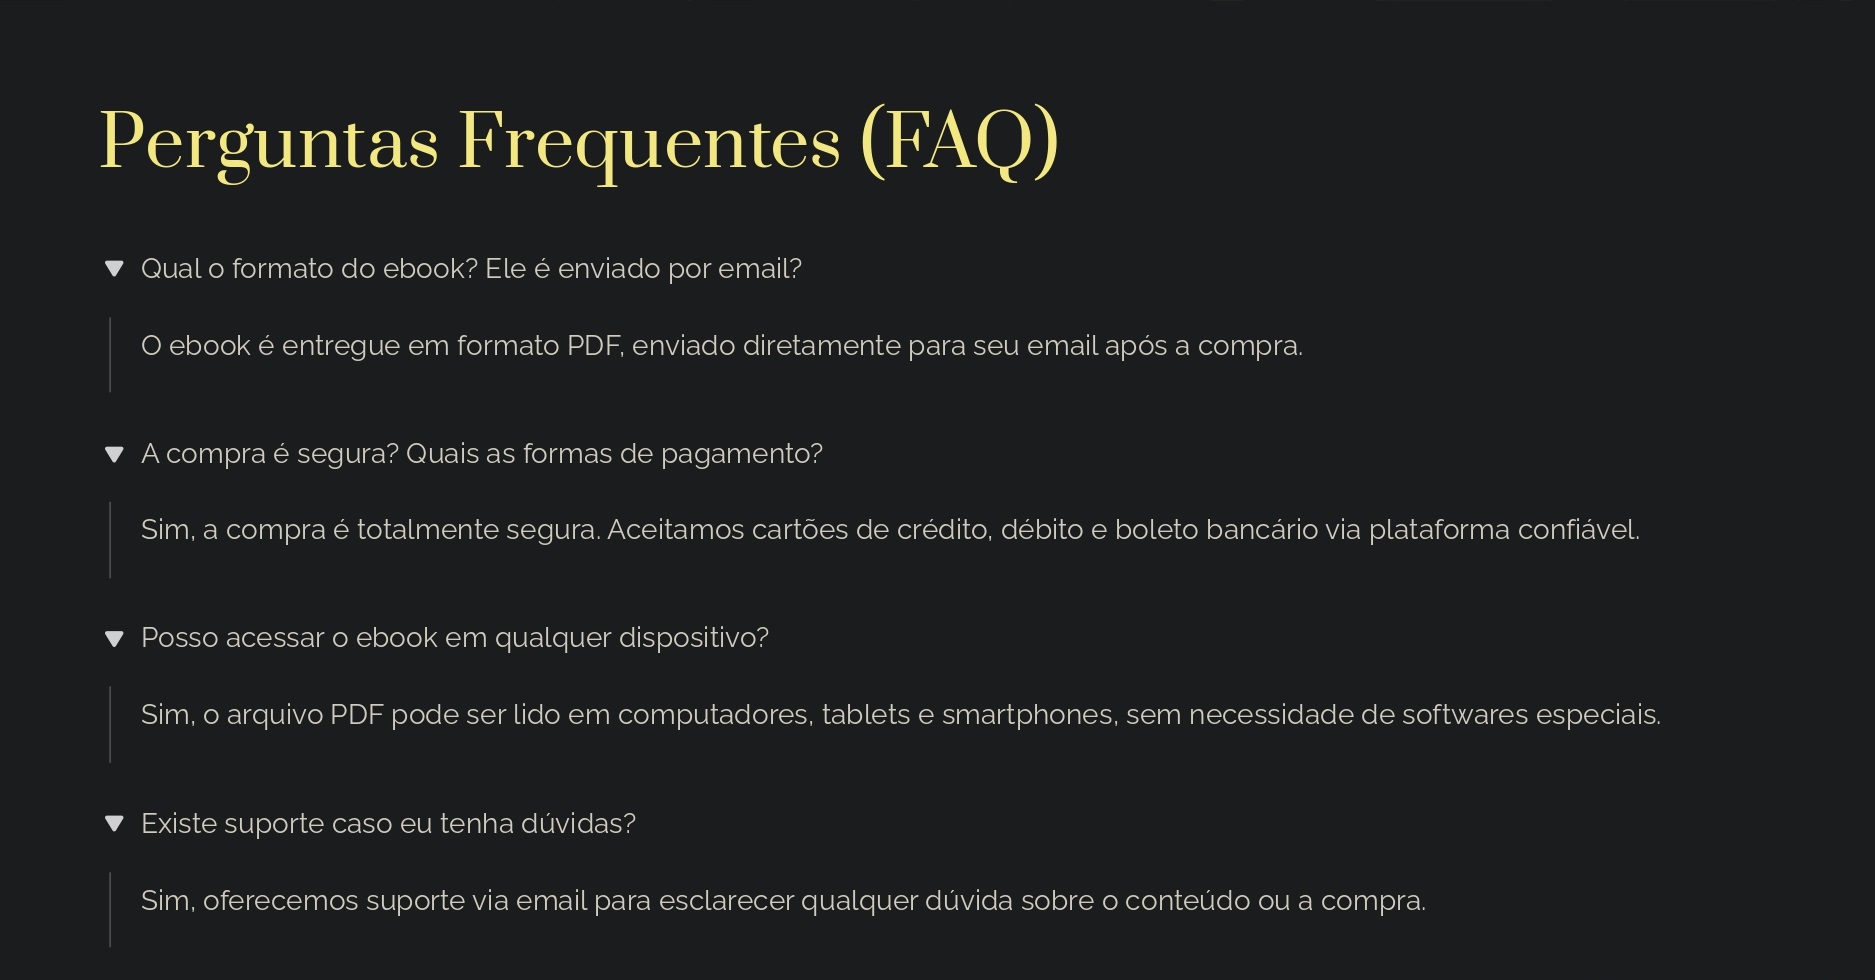 Perguntas Frequentes (FAQ)
Qual o formato do ebook? Ele é enviado por email?
O ebook é entregue em formato PDF, enviado diretamente para seu email após a compra.
A compra é segura? Quais as formas de pagamento?
Sim, a compra é totalmente segura. Aceitamos cartões de crédito, débito e boleto bancário via plataforma confiável.
Posso acessar o ebook em qualquer dispositivo?
Sim, o arquivo PDF pode ser lido em computadores, tablets e smartphones, sem necessidade de softwares especiais.
Existe suporte caso eu tenha dúvidas?
Sim, oferecemos suporte via email para esclarecer qualquer dúvida sobre o conteúdo ou a compra.